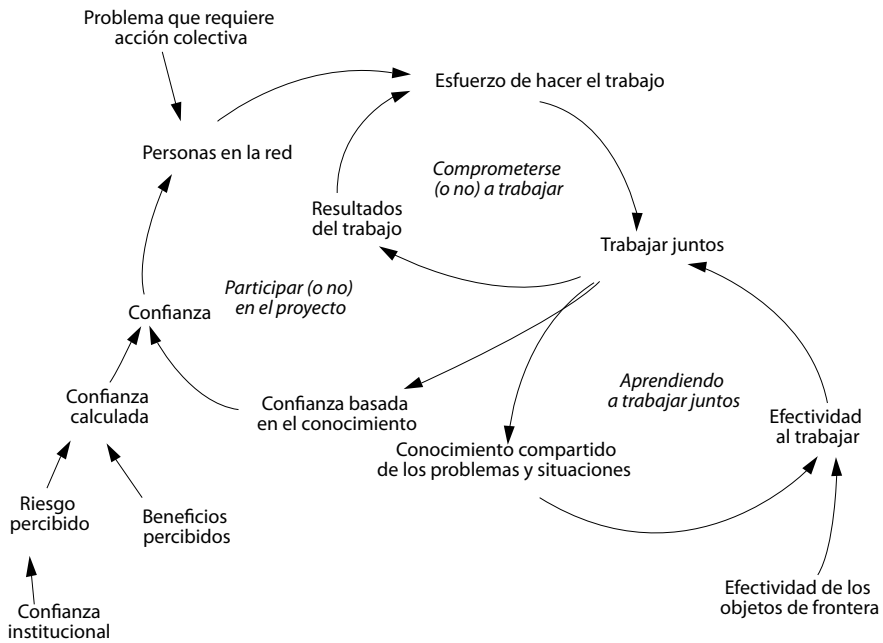 Problema que requiere
acción colectiva
Esfuerzo de hacer el trabajo
Personas en la red
Comprometerse
(o no) a trabajar
Resultados
del trabajo
Trabajar juntos
Participar (o no)
en el proyecto
Confianza
Confianza
calculada
Confianza basada
en el conocimiento
Aprendiendo
a trabajar juntos
Efectividad
al trabajar
Conocimiento compartido
de los problemas y situaciones
Riesgo
percibido
Beneficios
percibidos
Efectividad de los
objetos de frontera
Confianza
institucional